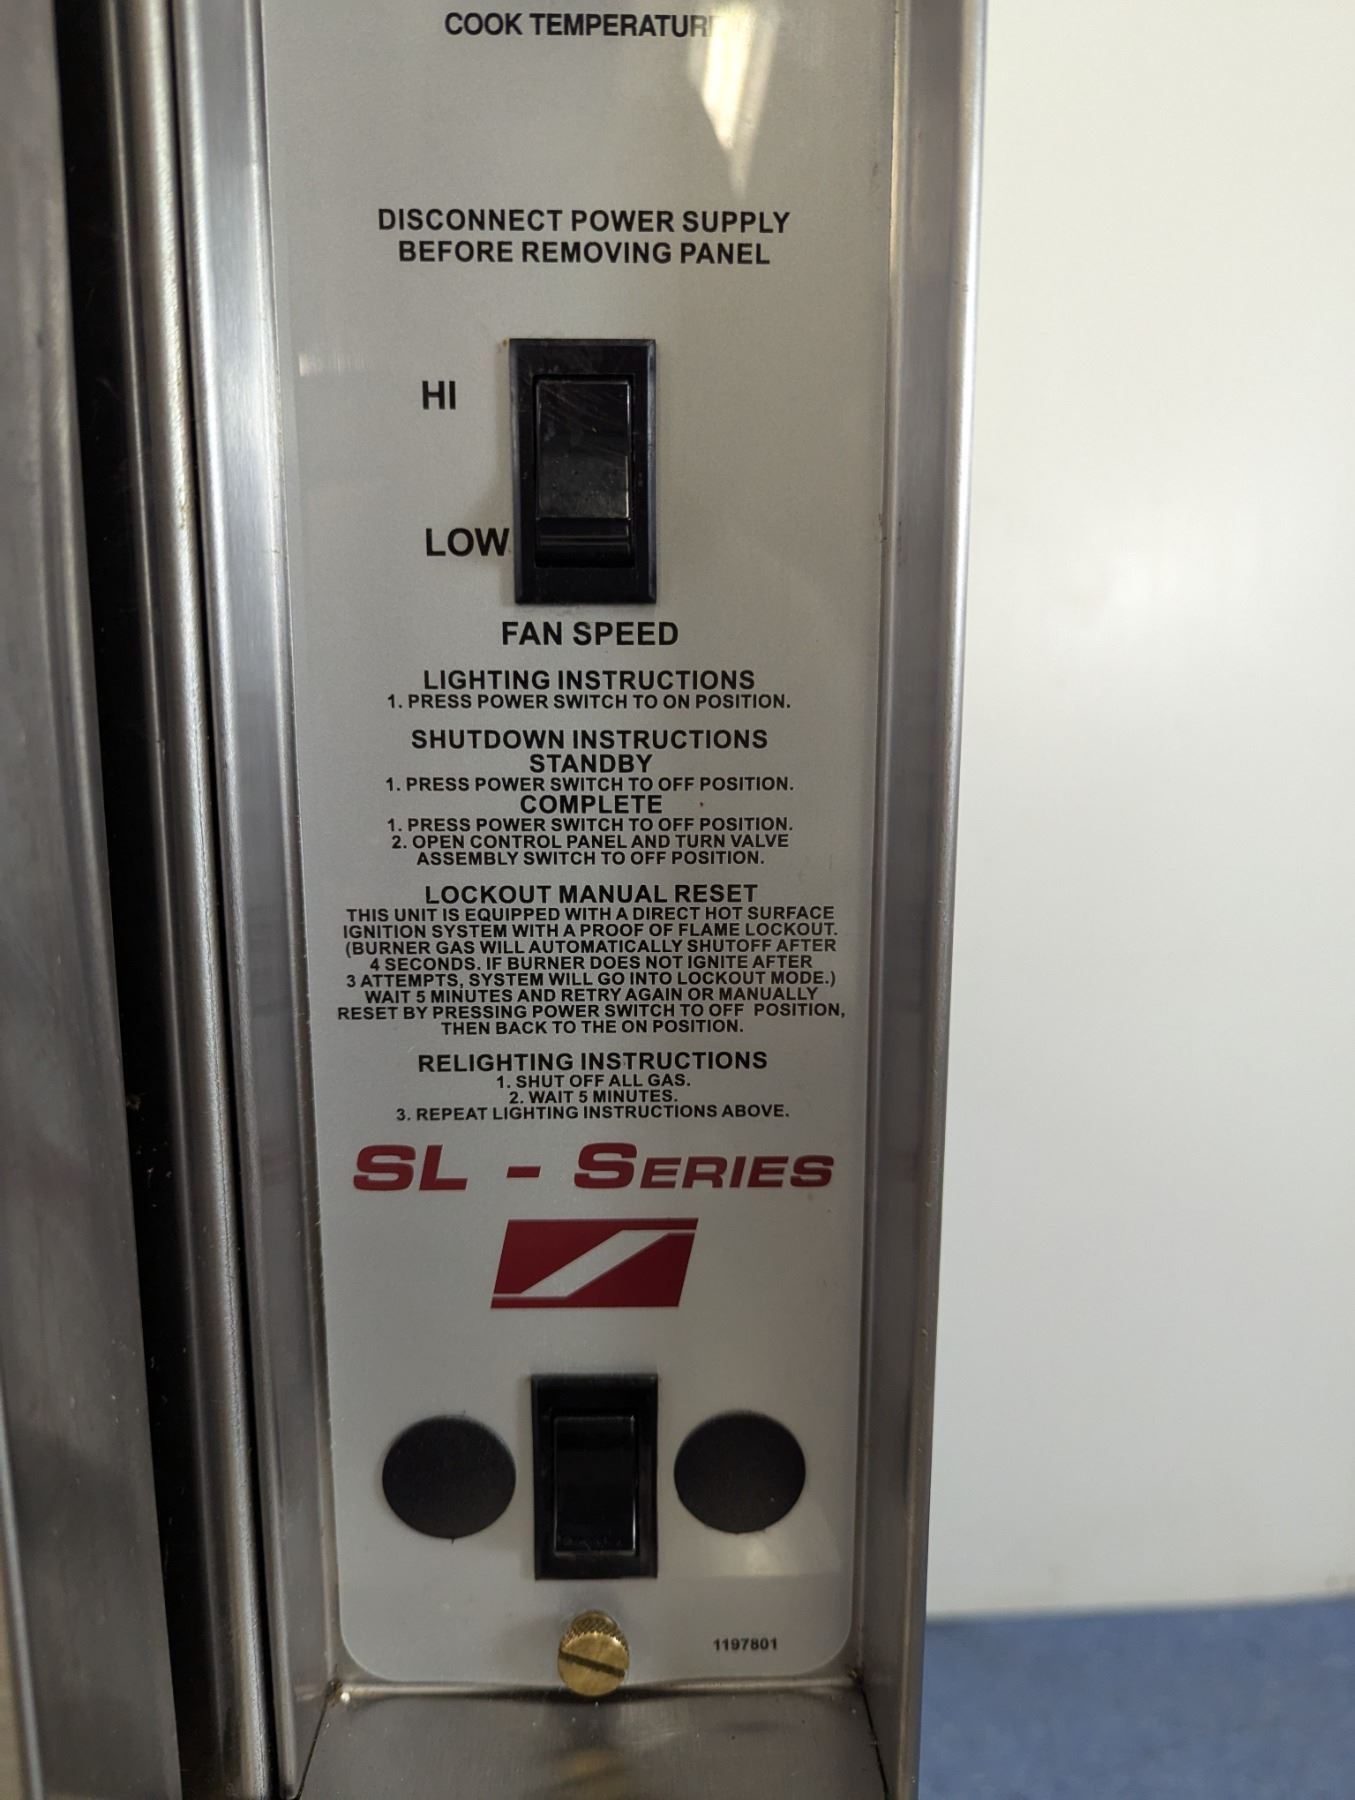 COOK TEMPERATURE
DISCONNECT POWER SUPPLY
BEFORE REMOVING PANEL
HI
LOW
FAN SPEED
LIGHTING INSTRUCTIONS
1. PRESS POWER SWITCH TO ON POSITION.
SHUTDOWN INSTRUCTIONS
STANDBY
1. PRESS POWER SWITCH TO OFF POSITION.
COMPLETE
1. PRESS POWER SWITCH TO OFF POSITION.
2. OPEN CONTROL PANEL AND TURN VALVE
ASSEMBLY SWITCH TO OFF POSITION.
LOCKOUT MANUAL RESET
THIS UNIT IS EQUIPPED WITH A DIRECT HOT SURFACE
IGNITION SYSTEM WITH A PROOF OF FLAME LOCKOUT.
(BURNER GAS WILL AUTOMATICALLY SHUTOFF AFTER
4 SECONDS. IF BURNER DOES NOT IGNITE AFTER
3 ATTEMPTS, SYSTEM WILL GO INTO LOCKOUT MODE.)
WAIT 5 MINUTES AND RETRY AGAIN OR MANUALLY
RESET BY PRESSING POWER SWITCH TO OFF POSITION,
THEN BACK TO THE ON POSITION.
RELIGHTING INSTRUCTIONS
1. SHUT OFF ALL GAS.
2. WAIT 5 MINUTES.
3. REPEAT LIGHTING INSTRUCTIONS ABOVE.
SL - SERIES
1197801